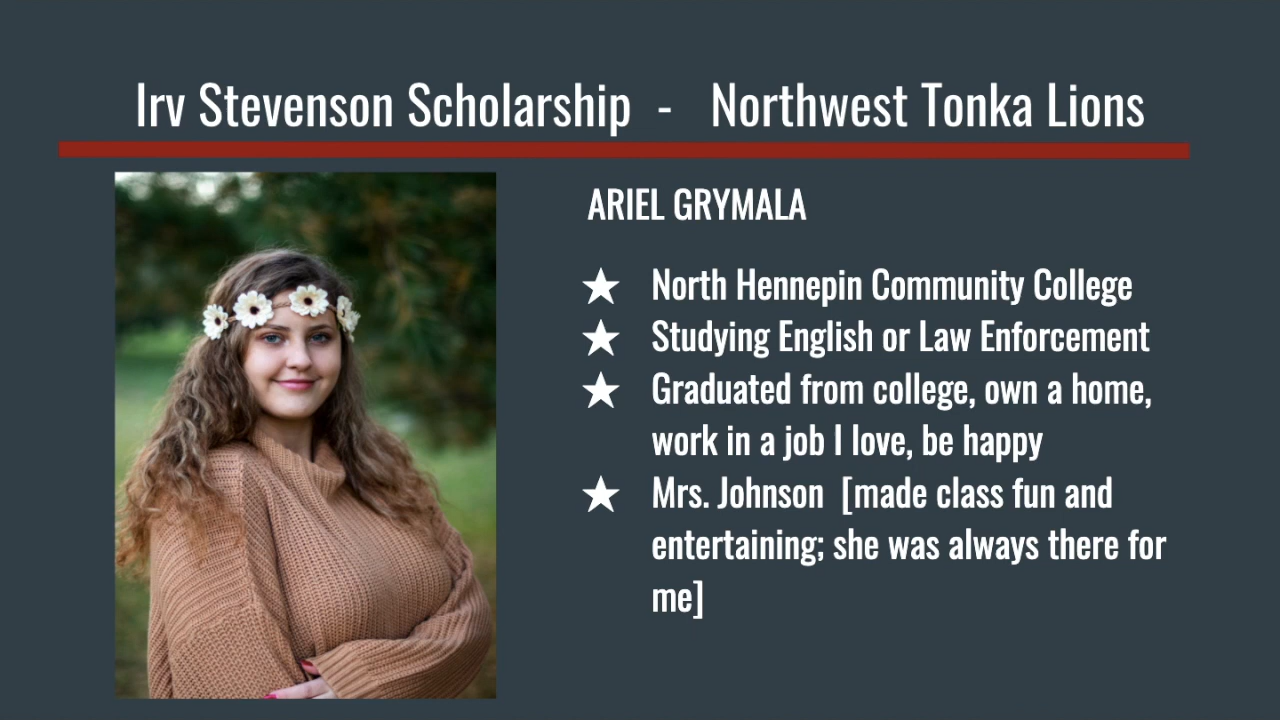 Irv Stevenson Scholarship - Northwest Tonka Lions
ARIEL GRYMALA
★ North Hennepin Community College
★ Studying English or Law Enforcement
★ Graduated from college, own a home,
work in a job I love, be happy
★ Mrs. Johnson [made class fun and
entertaining; she was always there for
me]